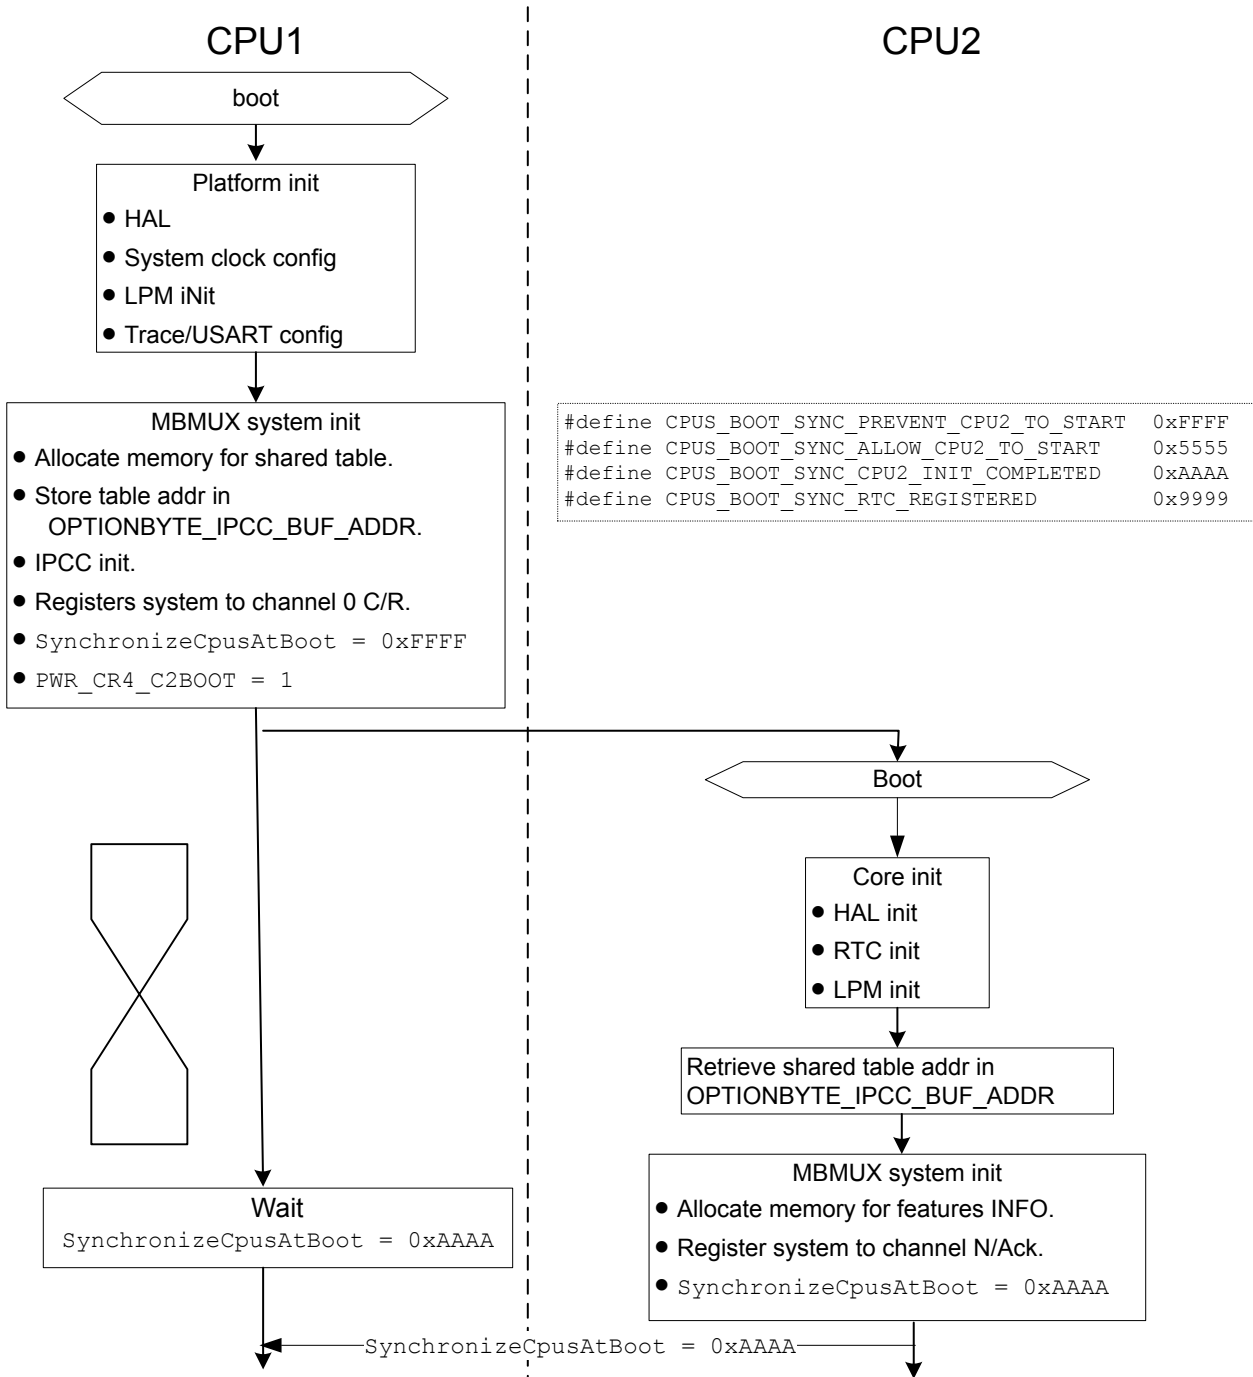 CPU1
CPU2
boot
Platform init
● HAL
● System clock config
● LPM iNit
● Trace/USART config
MBMUX system init
● Allocate memory for shared table.
● Store table addr in
OPTIONBYTE_IPCC_BUF_ADDR.
● IPCC init.
● Registers system to channel 0 C/R.
● SynchronizeCpusAtBoot = 0xFFFF
● PWR_CR4_C2BOOT = 1
#define CPUS_BOOT_SYNC_PREVENT_CPU2_TO_START 0xFFFF
#define CPUS_BOOT_SYNC_ALLOW_CPU2_TO_START 0x5555
#define CPUS_BOOT_SYNC_CPU2_INIT_COMPLETED 0xAAAA
#define CPUS_BOOT_SYNC_RTC_REGISTERED 0x9999
Boot
Core init
● HAL init
● RTC init
● LPM init
Retrieve shared table addr in
OPTIONBYTE_IPCC_BUF_ADDR
MBMUX system init
● Allocate memory for features INFO.
● Register system to channel N/Ack.
● SynchronizeCpusAtBoot = 0xAAAA
Wait
SynchronizeCpusAtBoot = 0xAAAA
SynchronizeCpusAtBoot = 0xAAAA